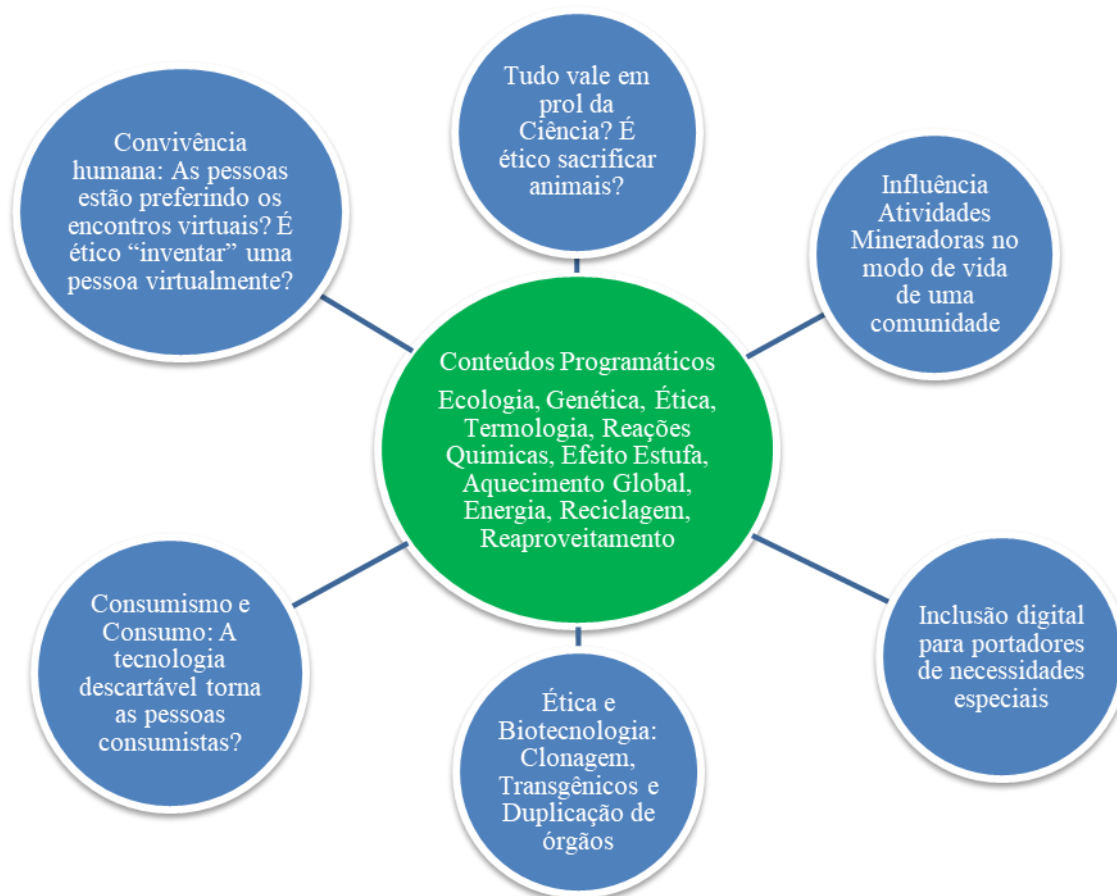 Tudo vale em
prol da
Ciência? É
ético sacrificar
animais?
Convivência
humana: As pessoas
estão preferindo os
encontros virtuais? É
ético “inventar” uma
pessoa virtualmente?
Influência
Atividades
Mineradoras no
modo de vida
de uma
comunidade
Conteúdos Programáticos
Ecologia, Genética, Ética,
Termologia, Reações
Quimicas, Efeito Estufa,
Aquecimento Global,
Energia, Reciclagem,
Reaproveitamento
Consumismo e
Consumo: A
tecnologia
descartável torna
as pessoas
consumistas?
Inclusão digital
para portadores
de necessidades
especiais
Ética e
Biotecnologia:
Clonagem,
Transgênicos e
Duplicação de
órgãos